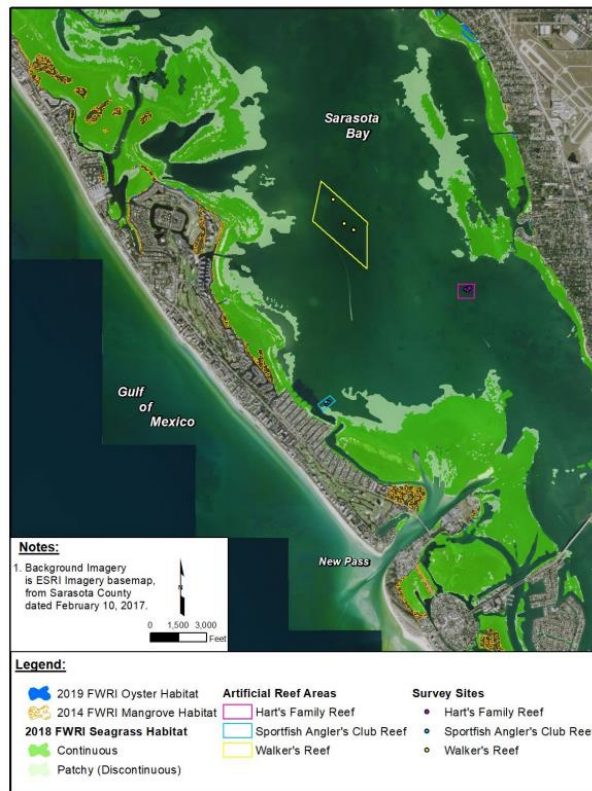 Sarasota
Bay
Gulf
of
Mexico
New Pass
Notes:
1. Background Imagery
is ESRI Imagery basemap,
from Sarasota County
dated February 10, 2017.
N
0 1,500 3,000
Feet
Legend:
2019 FWRI Oyster Habitat
2014 FWRI Mangrove Habitat
2018 FWRI Seagrass Habitat
Continuous
Patchy (Discontinuous)
Artificial Reef Areas
Hart's Family Reef
Sportfish Angler's Club Reef
Walker's Reef
Survey Sites
Hart's Family Reef
Sportfish Angler's Club Reef
Walker's Reef